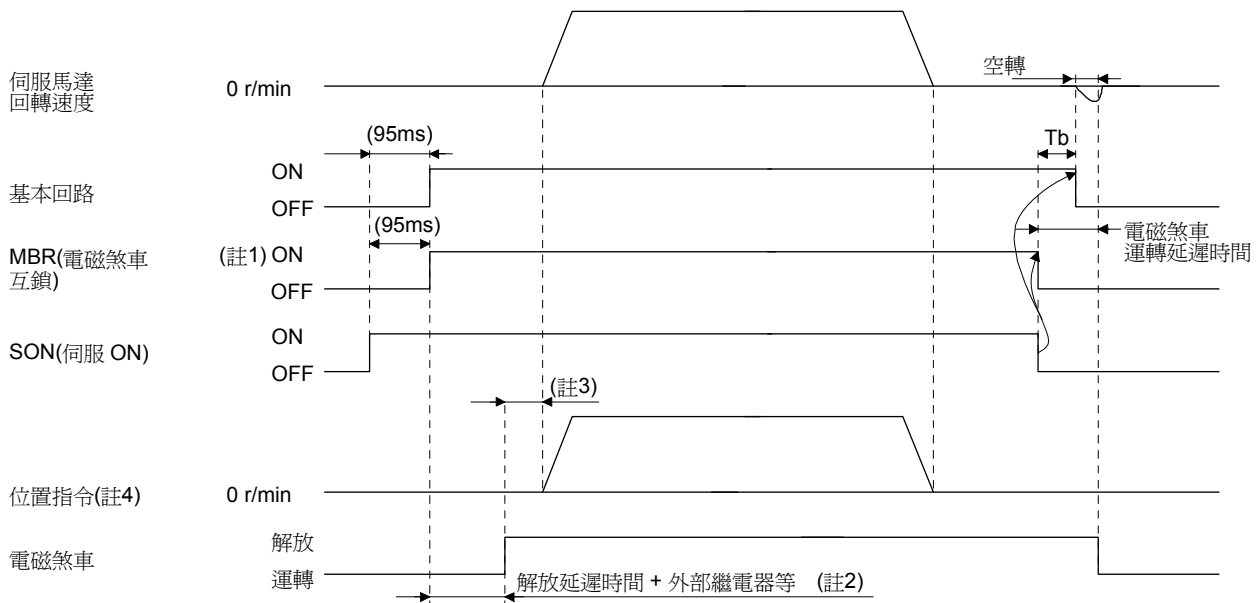 空轉
伺服馬達
回轉速度
0 r/min
(95ms)
Tb
ON
基本回路
OFF
(95ms)
電磁煞車
運轉延遲時間
MBR(電磁煞車
互鎖)
(註1) ON
OFF
ON
SON(伺服 ON)
OFF
(註3)
位置指令(註4)
0 r/min
解放
電磁煞車
運轉
解放延遲時間 + 外部繼電器等 (註2)